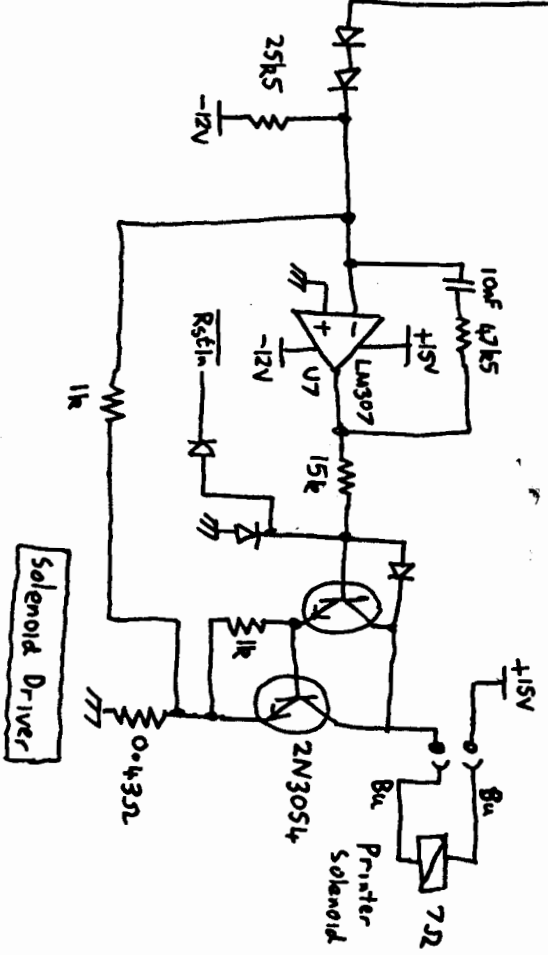 25k5
-12V
10nF 47k5
+15V
LM307
U7
-
+
-12V
RstIn
15k
1k
1k
2N3054
0.43Ω
+15V
Bu
Bu
7Ω
Printer
Solenoid
Solenoid Driver